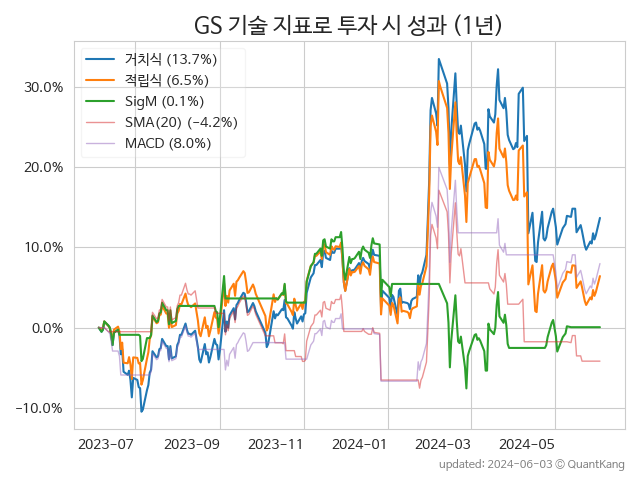 GS 기술 지표로 투자 시 성과 (1년)
거치식 (13.7%)
적립식 (6.5%)
SigM (0.1%)
SMA(20) (−4.2%)
MACD (8.0%)
30.0%
20.0%
10.0%
0.0%
−10.0%
2023-07 2023-09 2023-11 2024-01 2024-03 2024-05
updated: 2024-06-03 ⓒ QuantKang